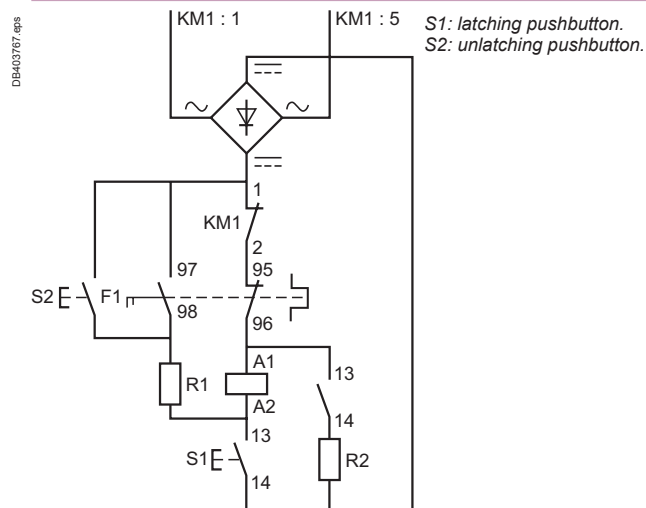 KM1 : 1
KM1 : 5
S1: latching pushbutton.
S2: unlatching pushbutton.
DB403767.eps
1
KM1
2
97
95
S2
F1
98
96
A1
13
R1
A2
14
13
S1
R2
14